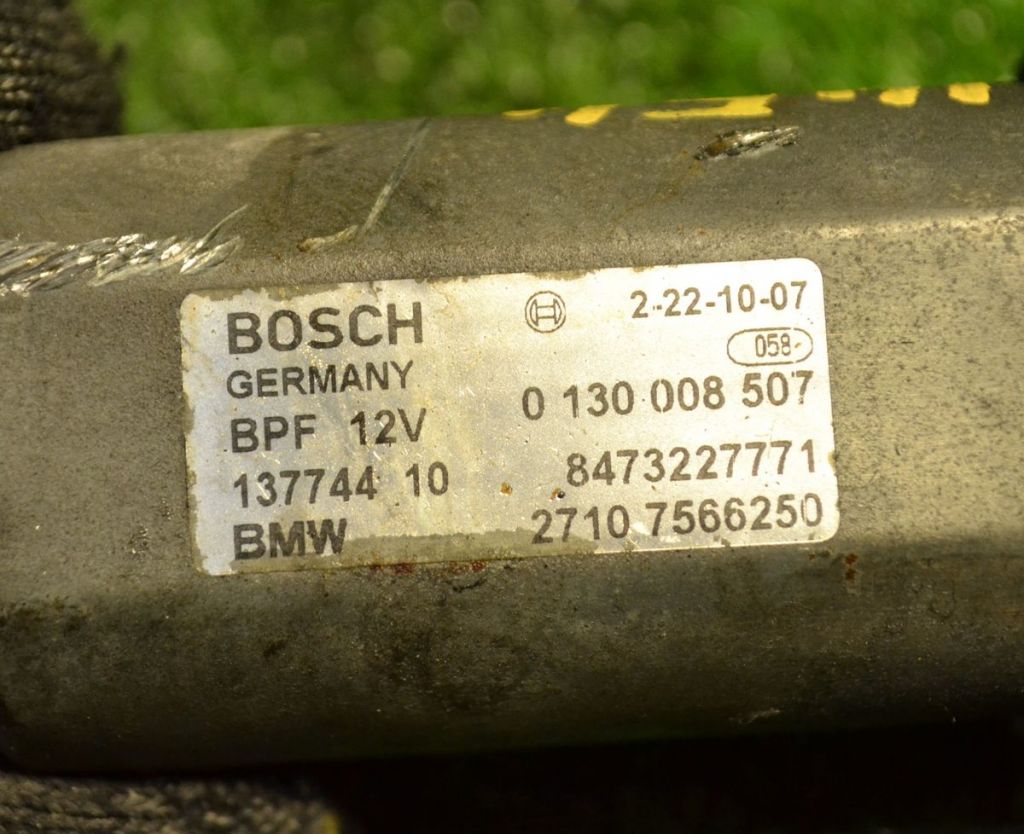 BOSCH 2-22-10-07
GERMANY 058
BPF 12V 0 130 008 507
137744 10 8473227771
BMW 2710 7566250